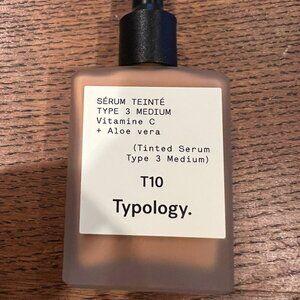 SÉRUM TEINTÉ
TYPE 3 MEDIUM
Vitamine C
+ Aloe vera
(Tinted Serum
Type 3 Medium)
T10
Typology.